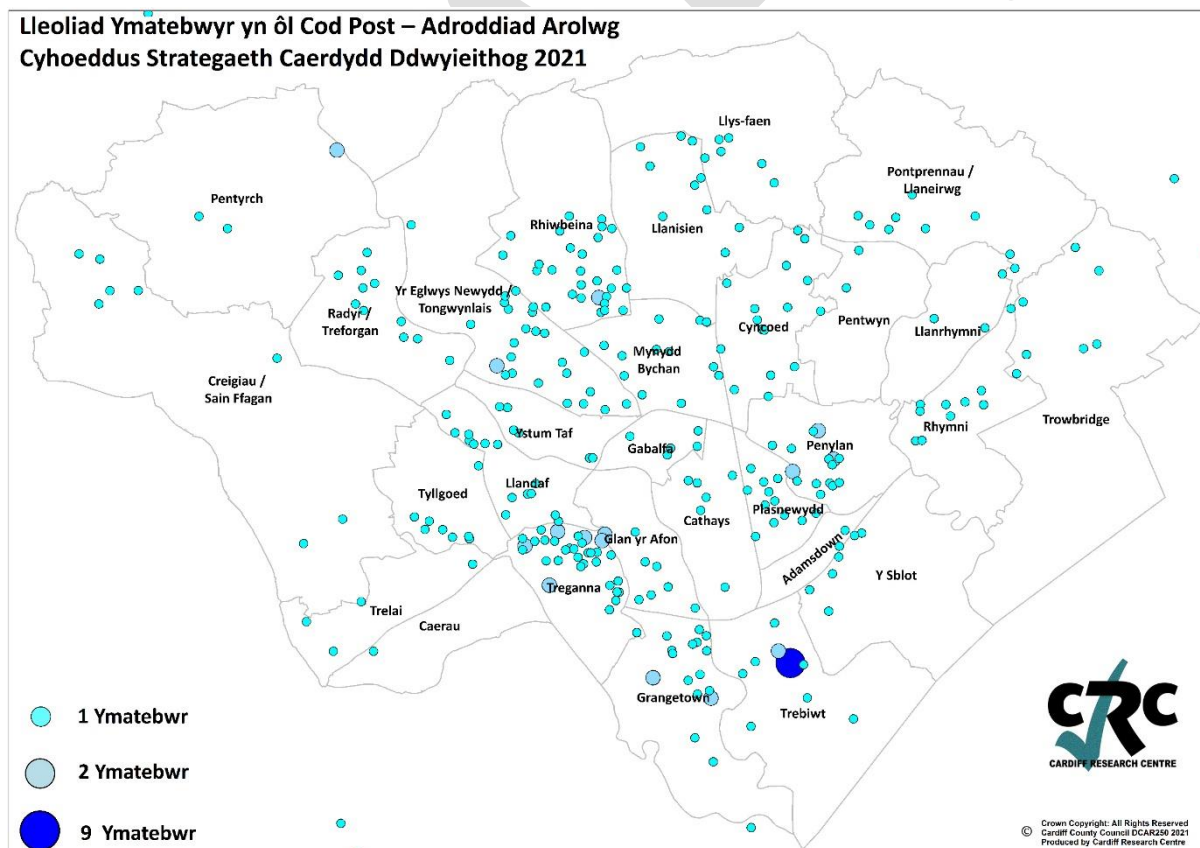 Lleoliad Ymatebwyr yn ôl Cod Post – Adroddiad Arolwg
Cyhoeddus Strategaeth Caerdydd Ddwyieithog 2021
Llys-faen
Pontprennau /
Llaneirwg
Pentyrch
Rhiwbeina
Llanisien
Yr Eglwys Newydd /
Tongwynlais
Radyr /
Treforgan
Cyncoed
Pentwyn
Llanrhymni
Mynydd
Bychan
Creigiau /
Sain Ffagan
Trowbridge
Rhymni
Ystum Taf
Gabalfa
Penylan
Llandaf
Tyllgoed
Plasnewydd
Cathays
Glan yr Afon
Adamsdown
Y Sblot
Treganna
Trelai
Caerau
Grangetown
Trebiwt
1 Ymatebwr
2 Ymatebwr
9 Ymatebwr
CRC
CARDIFF RESEARCH CENTRE
© Crown Copyright: All Rights Reserved
Cardiff County Council DCAR250 2021
Produced by Cardiff Research Centre